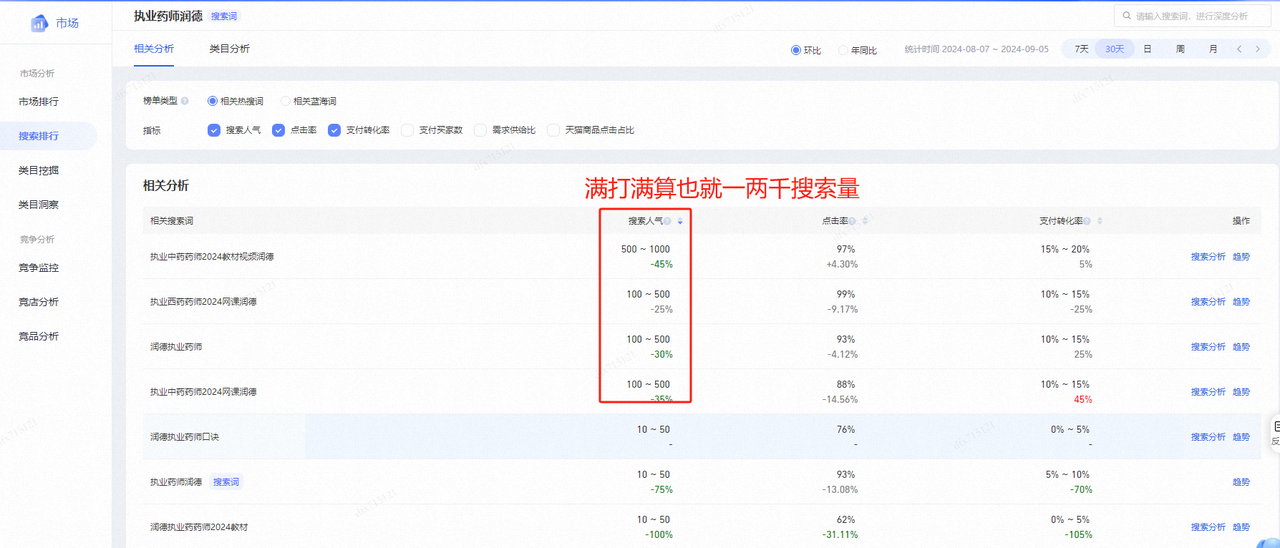 市场
执业药师润德 搜索词
请输入搜索词，进行深度分析
相关分析 类目分析
环比 年同比 统计时间 2024-08-07 ~ 2024-09-05 7天 30天 日 周 月
市场分析
市场排行
搜索排行
类目挖掘
类目洞察
竞争分析
竞争监控
竞店分析
竞品分析
榜单类型 相关热搜词 相关蓝海词
指标 搜索人气 点击率 支付转化率 支付买家数 需求供给比 天猫商品点击占比
相关分析
满打满算也就一两千搜索量
相关搜索词 搜索人气 点击率 支付转化率 操作
执业中药药师2024教材视频润德 500 ~ 1000 97% 15% ~ 20% 搜索分析 趋势
-45% +4.30% 5%
执业西药药师2024网课润德 100 ~ 500 99% 10% ~ 15% 搜索分析 趋势
-25% -9.17% -25%
润德执业药师 100 ~ 500 93% 10% ~ 15% 搜索分析 趋势
-30% -4.12% 25%
执业中药药师2024网课润德 100 ~ 500 88% 10% ~ 15% 搜索分析 趋势
-35% -14.56% 45%
润德执业药师口诀 10 ~ 50 76% 0% ~ 5% 搜索分析 趋势
- - -
执业药师润德 搜索词 10 ~ 50 93% 5% ~ 10% 趋势
-75% -13.08% -70%
润德执业药药师2024教材 10 ~ 50 62% 0% ~ 5% 搜索分析 趋势
-100% -31.11% -105%